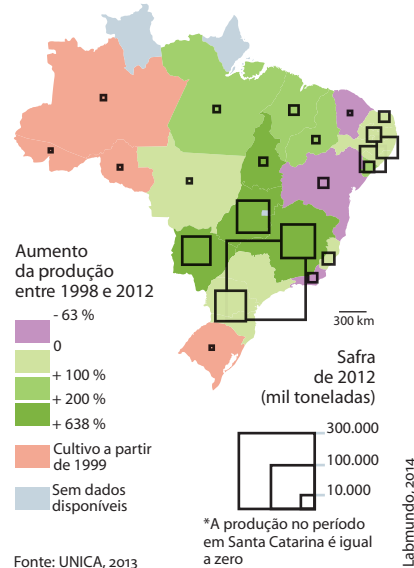 Aumento
da produção
entre 1998 e 2012
- 63 %
0
+ 100 %
+ 200 %
+ 638 %
Cultivo a partir
de 1999
Sem dados
disponíveis
Fonte: UNICA, 2013
300 km
Safra
de 2012
(mil toneladas)
300.000
100.000
10.000
*A produção no período
em Santa Catarina é igual
a zero
Labmundo, 2014